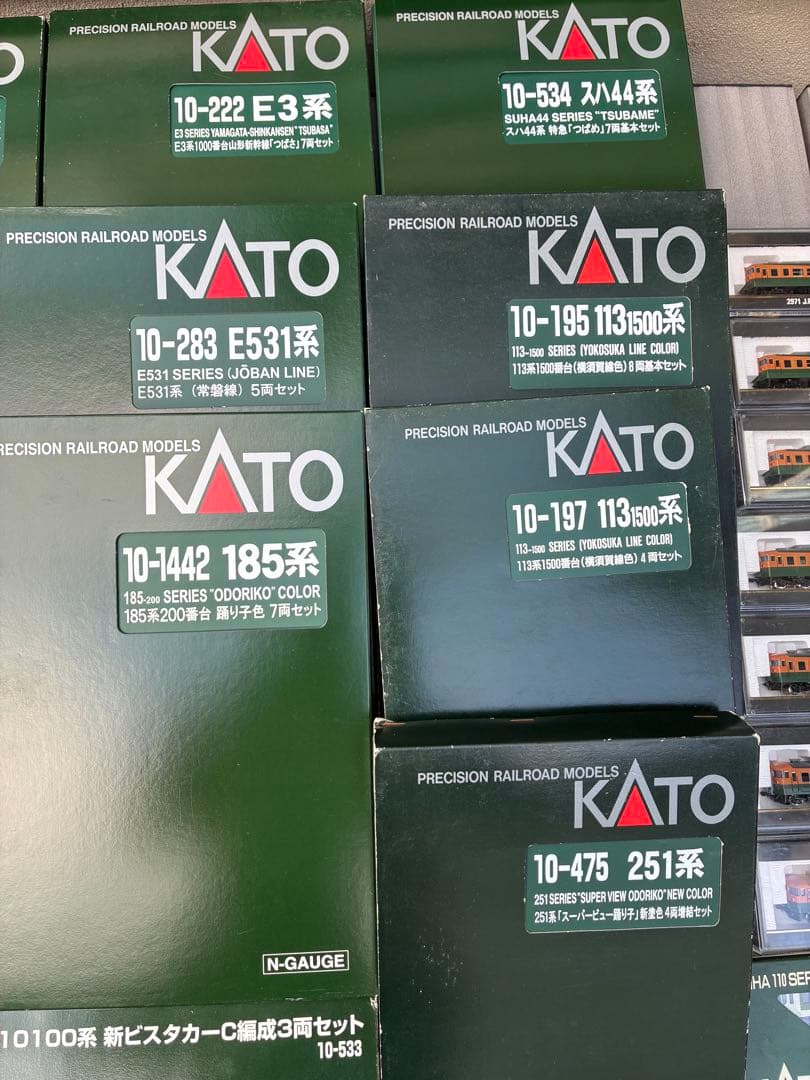 PRECISION RAILROAD MODELS
KATO
10-222 E3系
E3 SERIES YAMAGATA-SHINKANSEN "TSUBASA"
E3系1000番台山形新幹線「つばさ」7両セット
PRECISION RAILROAD MODELS
KATO
10-534 スハ44系
SUHA44 SERIES "TSUBAME"
スハ44系 特急「つばめ」7両基本セット
PRECISION RAILROAD MODELS
KATO
10-283 E531系
E531 SERIES (JŌBAN LINE)
E531系 (常磐線) 5両セット
PRECISION RAILROAD MODELS
KATO
10-195 1131500系
113-1500 SERIES (YOKOSUKA LINE COLOR)
113系1500番台(横須賀線色) 8両基本セット
PRECISION RAILROAD MODELS
KATO
10-1442 185系
185-200 SERIES "ODORIKO" COLOR
185系200番台 踊り子色 7両セット
N-GAUGE
PRECISION RAILROAD MODELS
KATO
10-197 1131500系
113-1500 SERIES (YOKOSUKA LINE COLOR)
113系1500番台(横須賀線色) 4両セット
PRECISION RAILROAD MODELS
KATO
10-475 251系
251 SERIES "SUPER VIEW ODORIKO" NEW COLOR
251系「スーパービュー踊り子」新塗色 4両増結セット
10100系 新ビスタカーC編成3両セット
10-533
2971
HA 110 SER